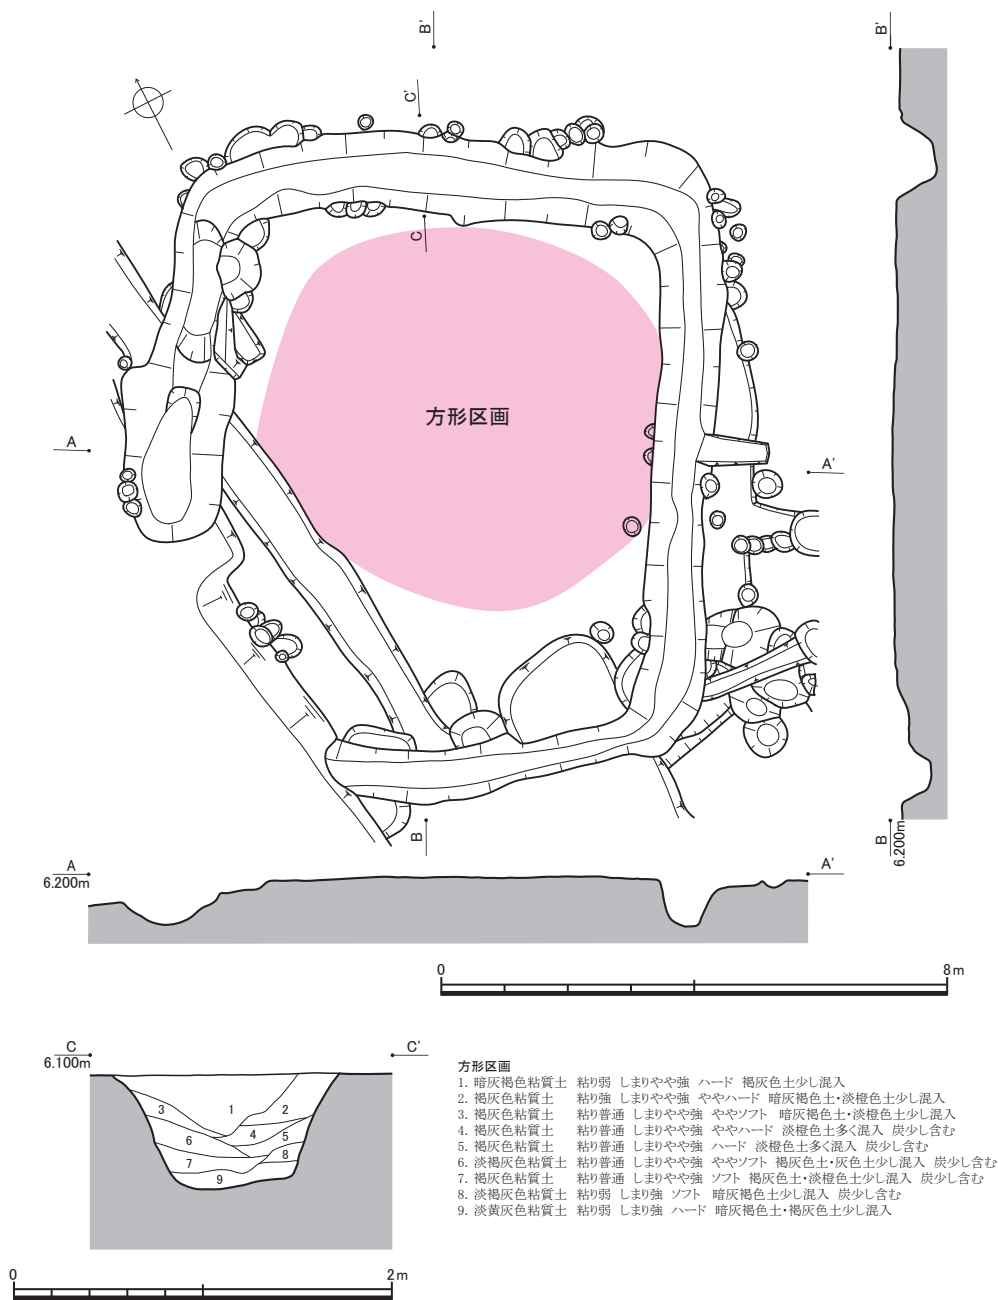 B'
B'
C'
C
方形区画
A
A'
B
B
6.200m
A
6.200m
A'
0
8m
C
6.100m
C'
1
2
3
4
5
6
7
8
9
0
2m
方形区画
1. 暗灰褐色粘質土 粘り弱 しまりやや強 ハード 褐灰色土少し混入
2. 褐灰色粘質土 粘り強 しまりやや強 ややハード 暗灰褐色土・淡橙色土少し混入
3. 褐灰色粘質土 粘り普通 しまりやや強 ややソフト 暗灰褐色土・淡橙色土少し混入
4. 褐灰色粘質土 粘り普通 しまりやや強 ややハード 淡橙色土多く混入 炭少し含む
5. 褐灰色粘質土 粘り普通 しまりやや強 ハード 淡橙色土多く混入 炭少し含む
6. 淡褐灰色粘質土 粘り普通 しまりやや強 ややソフト 褐灰色土・灰色土少し混入 炭少し含む
7. 褐灰色粘質土 粘り普通 しまりやや強 ソフト 褐灰色土・淡橙色土少し混入 炭少し含む
8. 淡褐灰色粘質土 粘り弱 しまり強 ソフト 暗灰褐色土少し混入 炭少し含む
9. 淡黄灰色粘質土 粘り弱 しまり強 ハード 暗灰褐色土・褐灰色土少し混入